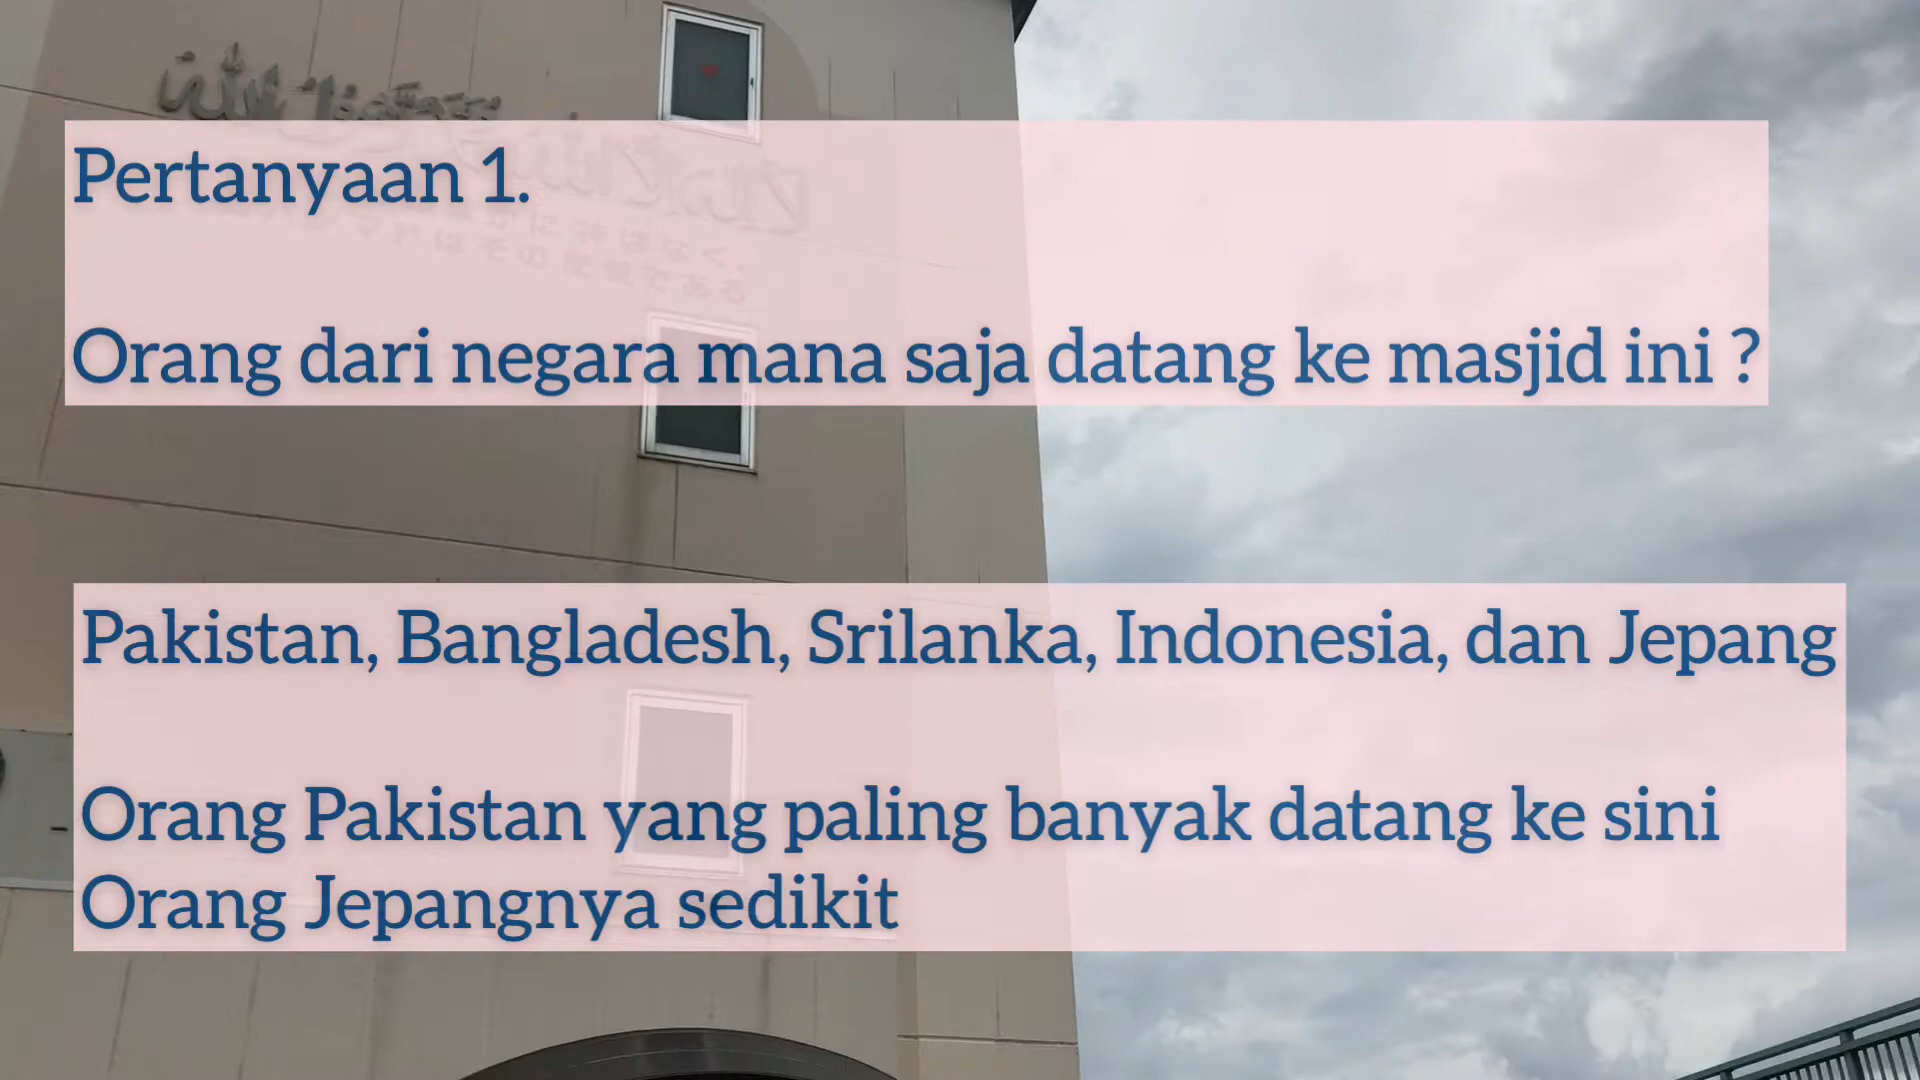 Pertanyaan 1.
Orang dari negara mana saja datang ke masjid ini ?
Pakistan, Bangladesh, Srilanka, Indonesia, dan Jepang
Orang Pakistan yang paling banyak datang ke sini
Orang Jepangnya sedikit